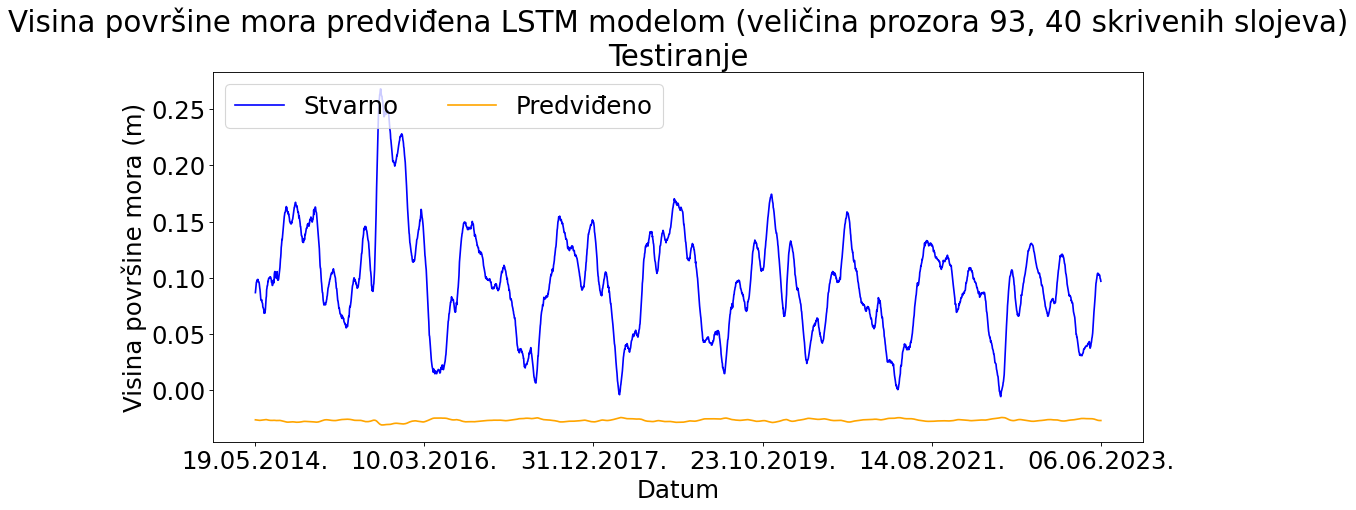 Visina površine mora predviđena LSTM modelom (veličina prozora 93, 40 skrivenih slojeva)
Testiranje
Stvarno
Predviđeno
Visina površine mora (m)
0.25
0.20
0.15
0.10
0.05
0.00
19.05.2014.
10.03.2016.
31.12.2017.
23.10.2019.
14.08.2021.
06.06.2023.
Datum